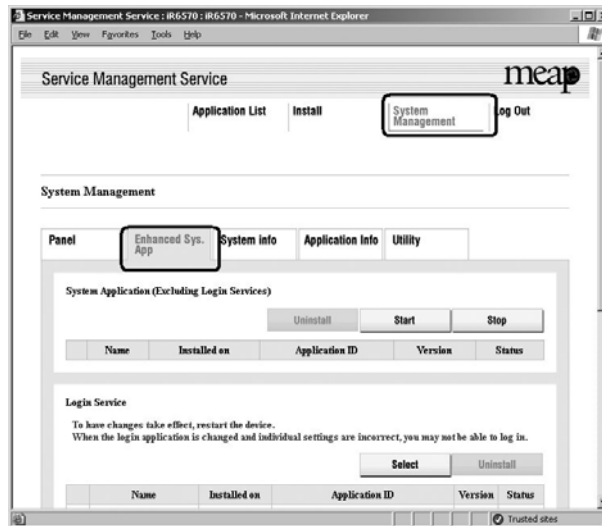 Service Management Service : iR6570 : iR6570 - Microsoft Internet Explorer
File Edit View Favorites Tools Help
Service Management Service
meap
Application List Install System Management Log Out
System Management
Panel Enhanced Sys. App System info Application Info Utility
System Application (Excluding Login Services)
Uninstall Start Stop
Name Installed on Application ID Version Status
Login Service
To have changes take effect, restart the device.
When the login application is changed and individual settings are incorrect, you may not be able to log in.
Select Uninstall
Name Installed on Application ID Version Status
Trusted sites